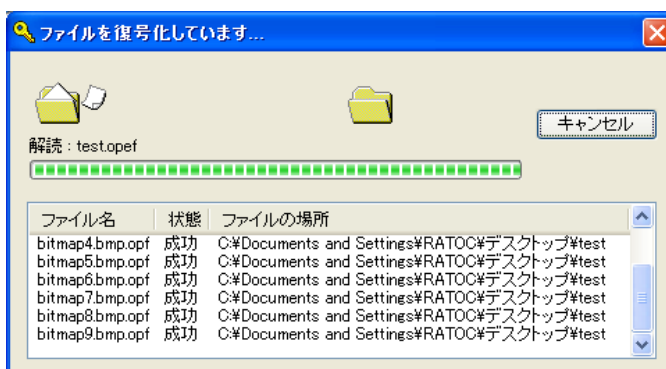 ファイルを復号化しています...
キャンセル
解読：test.opef
ファイル名 状態 ファイルの場所
bitmap4.bmp.opf 成功 C:¥Documents and Settings¥RATOC¥デスクトップ¥test
bitmap5.bmp.opf 成功 C:¥Documents and Settings¥RATOC¥デスクトップ¥test
bitmap6.bmp.opf 成功 C:¥Documents and Settings¥RATOC¥デスクトップ¥test
bitmap7.bmp.opf 成功 C:¥Documents and Settings¥RATOC¥デスクトップ¥test
bitmap8.bmp.opf 成功 C:¥Documents and Settings¥RATOC¥デスクトップ¥test
bitmap9.bmp.opf 成功 C:¥Documents and Settings¥RATOC¥デスクトップ¥test